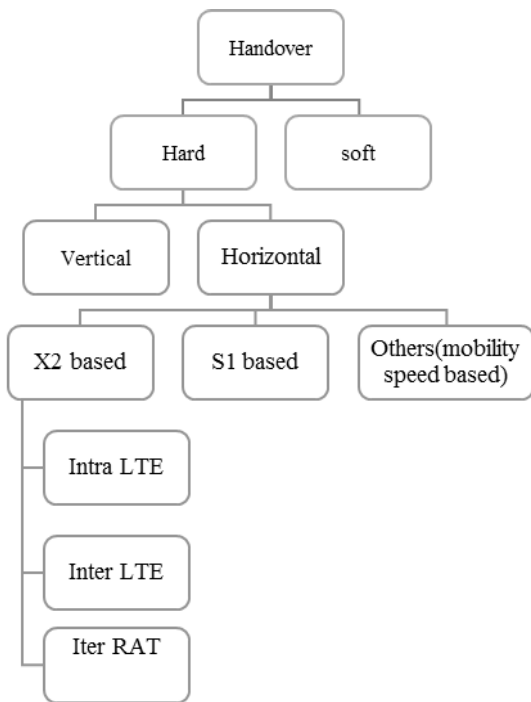 Handover
Hard
soft
Vertical
Horizontal
X2 based
S1 based
Others(mobility
speed based)
Intra LTE
Inter LTE
Iter RAT